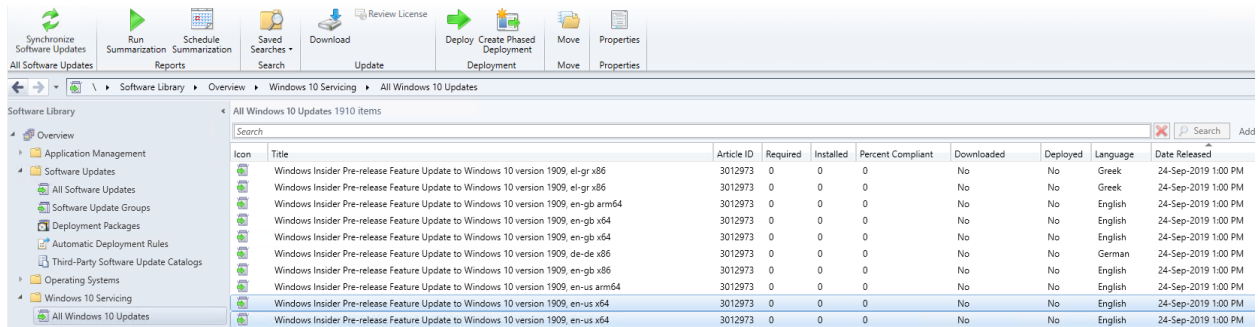 Synchronize Software Updates
Run Summarization
Schedule Summarization
Saved Searches
Download
Review License
Deploy
Create Phased Deployment
Move
Properties
All Software Updates
Reports
Search
Update
Deployment
Move
Properties
\ Software Library Overview Windows 10 Servicing All Windows 10 Updates
Software Library
Overview
Application Management
Software Updates
All Software Updates
Software Update Groups
Deployment Packages
Automatic Deployment Rules
Third-Party Software Update Catalogs
Operating Systems
Windows 10 Servicing
All Windows 10 Updates
All Windows 10 Updates 1910 items
Search
Search
Add
Icon Title Article ID Required Installed Percent Compliant Downloaded Deployed Language Date Released
Windows Insider Pre-release Feature Update to Windows 10 version 1909, el-gr x86 3012973 0 0 0 No No Greek 24-Sep-2019 1:00 PM
Windows Insider Pre-release Feature Update to Windows 10 version 1909, el-gr x86 3012973 0 0 0 No No Greek 24-Sep-2019 1:00 PM
Windows Insider Pre-release Feature Update to Windows 10 version 1909, en-gb arm64 3012973 0 0 0 No No English 24-Sep-2019 1:00 PM
Windows Insider Pre-release Feature Update to Windows 10 version 1909, en-gb x64 3012973 0 0 0 No No English 24-Sep-2019 1:00 PM
Windows Insider Pre-release Feature Update to Windows 10 version 1909, en-gb x64 3012973 0 0 0 No No English 24-Sep-2019 1:00 PM
Windows Insider Pre-release Feature Update to Windows 10 version 1909, de-de x86 3012973 0 0 0 No No German 24-Sep-2019 1:00 PM
Windows Insider Pre-release Feature Update to Windows 10 version 1909, en-gb x86 3012973 0 0 0 No No English 24-Sep-2019 1:00 PM
Windows Insider Pre-release Feature Update to Windows 10 version 1909, en-us arm64 3012973 0 0 0 No No English 24-Sep-2019 1:00 PM
Windows Insider Pre-release Feature Update to Windows 10 version 1909, en-us x64 3012973 0 0 0 No No English 24-Sep-2019 1:00 PM
Windows Insider Pre-release Feature Update to Windows 10 version 1909, en-us x64 3012973 0 0 0 No No English 24-Sep-2019 1:00 PM